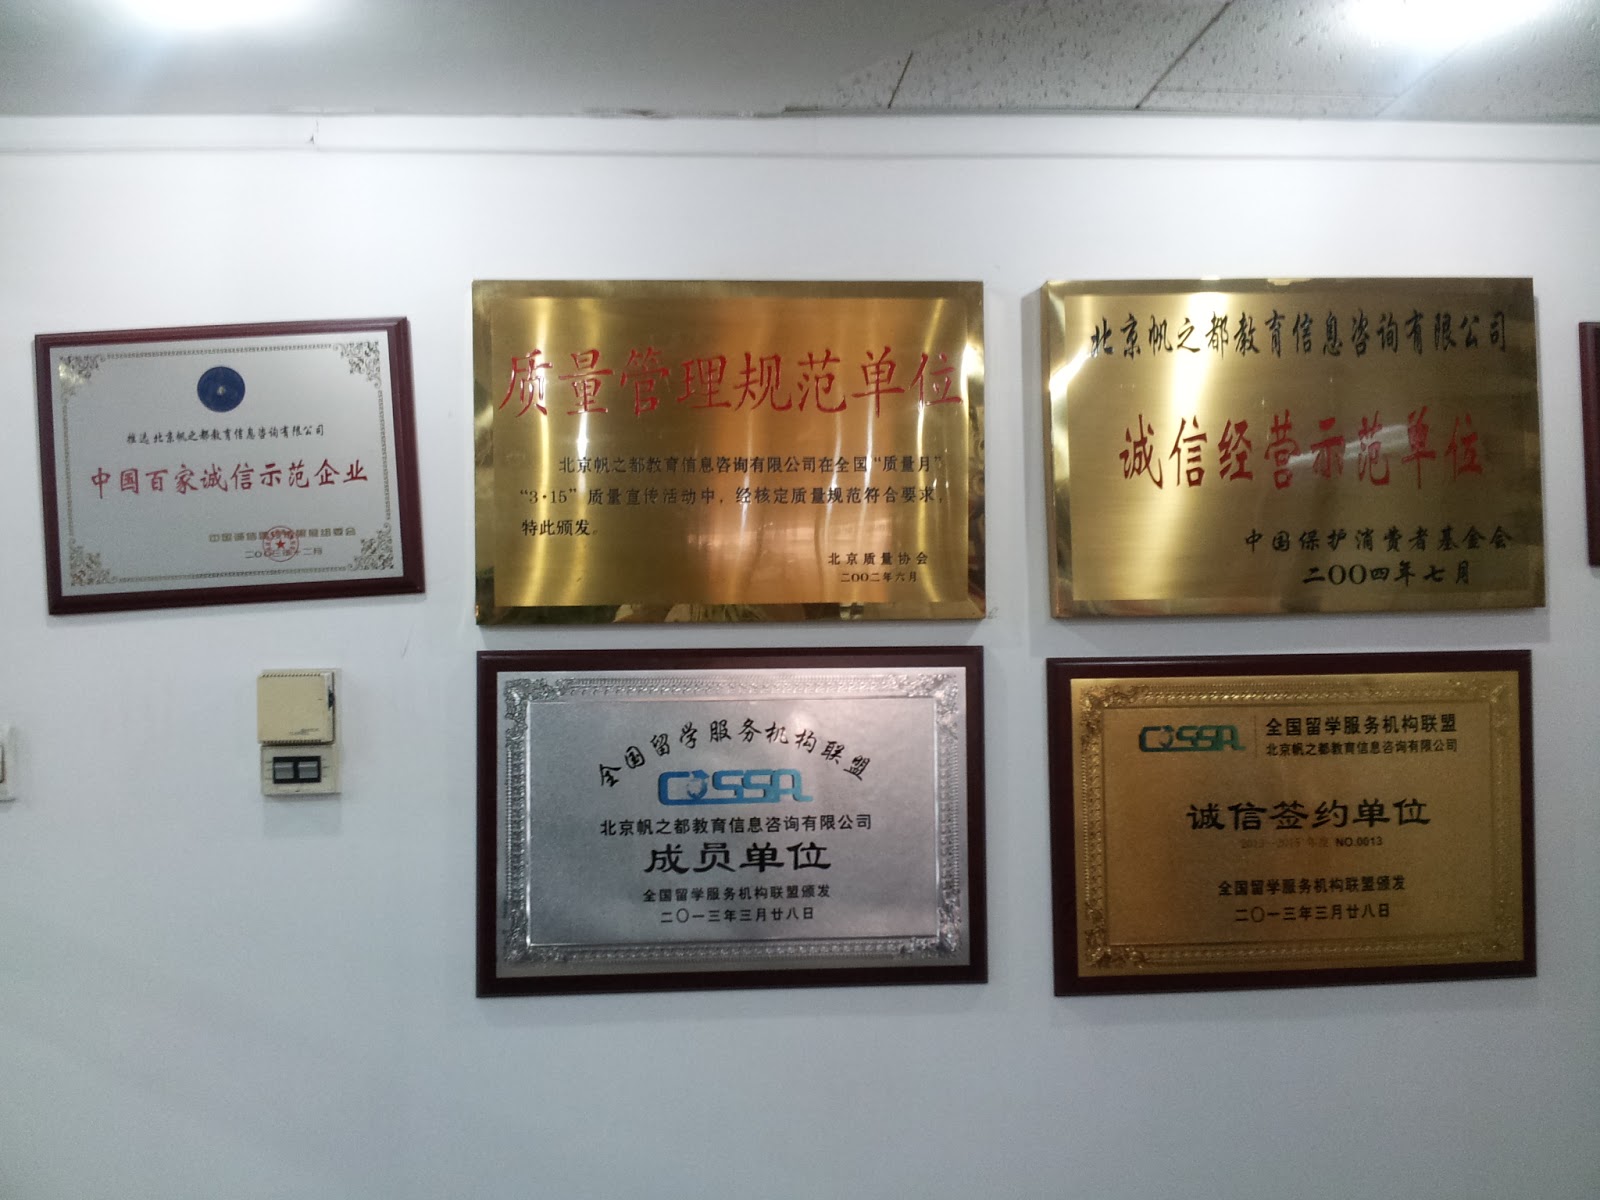 推选 北京帆之都教育信息咨询有限公司
中国百家诚信示范企业
质量管理规范单位
北京帆之都教育信息咨询有限公司在全国“质量月”
“3·15”质量宣传活动中，经核定质量规范符合要求，
特此颁发。
北京质量协会
二OO二年六月
北京帆之都教育信息咨询有限公司
诚信经营示范单位
中国保护消费者基金会
二OO四年七月
全国留学服务机构联盟
COSSA
北京帆之都教育信息咨询有限公司
成员单位
全国留学服务机构联盟颁发
二〇一三年三月廿八日
COSSA
全国留学服务机构联盟
北京帆之都教育信息咨询有限公司
诚信签约单位
年度 NO.0013
全国留学服务机构联盟颁发
二〇一三年三月廿八日